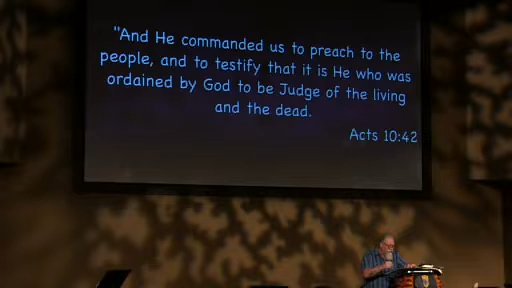 "And He commanded us to preach to the
people, and to testify that it is He who was
ordained by God to be Judge of the living
and the dead.
Acts 10:42